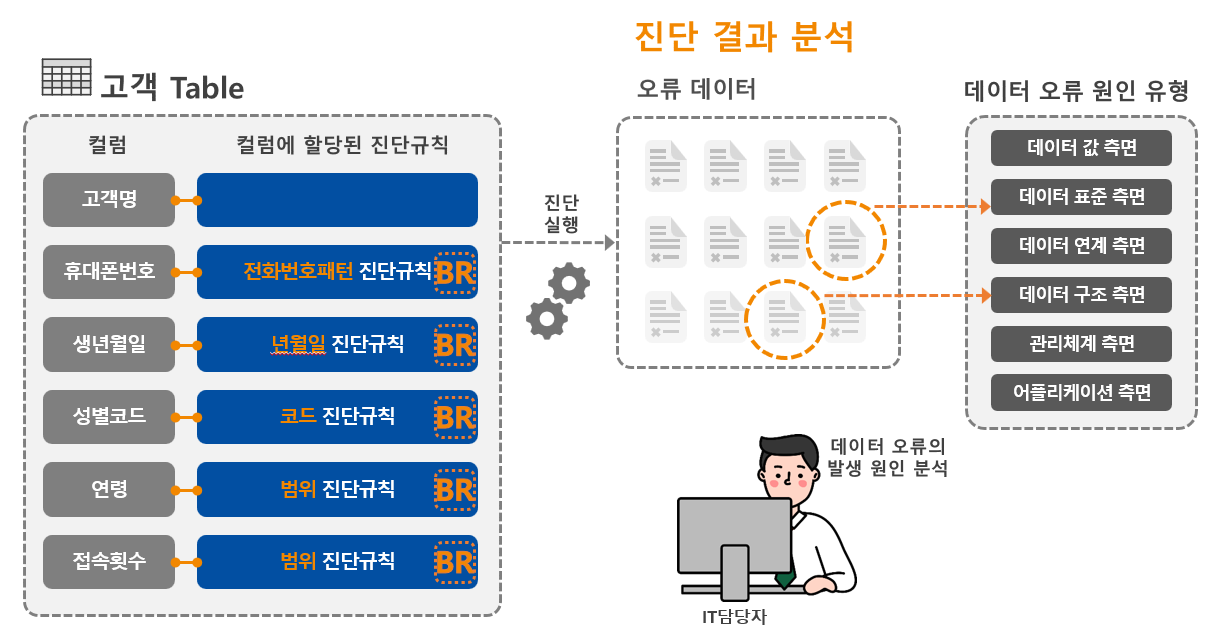 진단 결과 분석
고객 Table
오류 데이터
데이터 오류 원인 유형
컬럼
컬럼에 할당된 진단규칙
고객명
휴대폰번호
전화번호패턴 진단규칙
BR
생년월일
년월일 진단규칙
BR
성별코드
코드 진단규칙
BR
연령
범위 진단규칙
BR
접속횟수
범위 진단규칙
BR
진단
실행
데이터 값 측면
데이터 표준 측면
데이터 연계 측면
데이터 구조 측면
관리체계 측면
어플리케이션 측면
데이터 오류의
발생 원인 분석
IT담당자